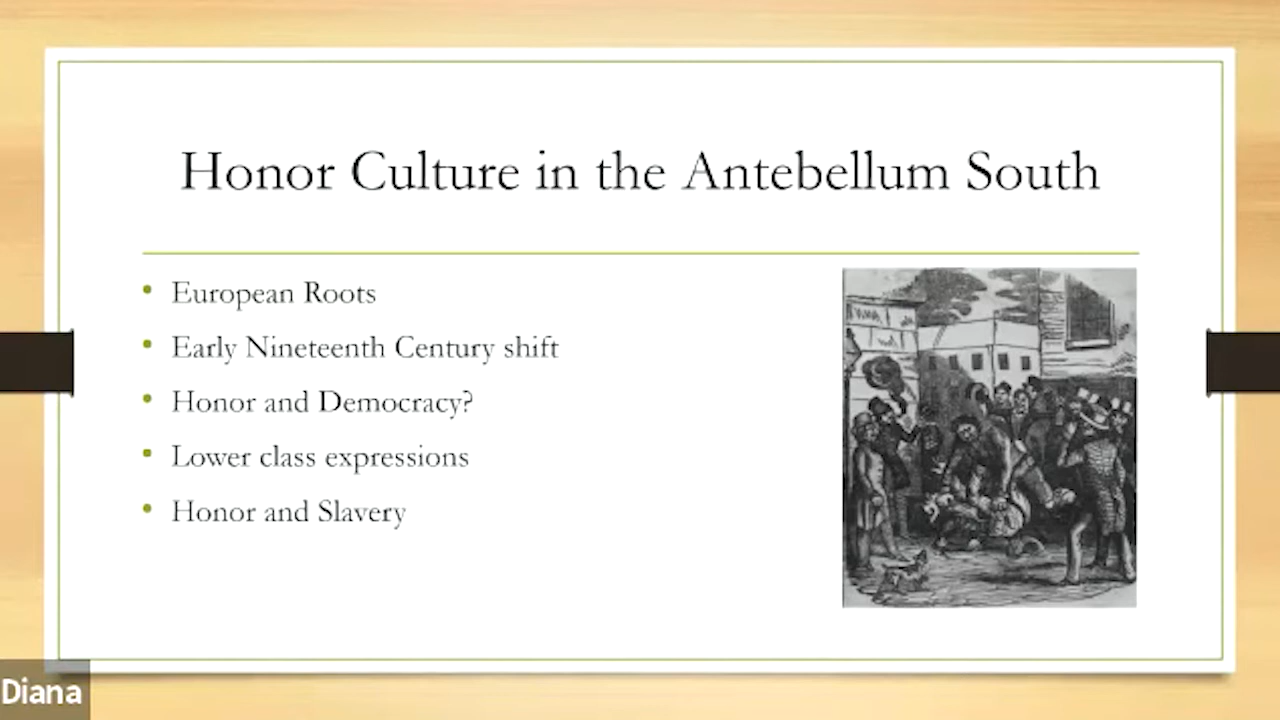 Honor Culture in the Antebellum South
European Roots
Early Nineteenth Century shift
Honor and Democracy?
Lower class expressions
Honor and Slavery
Diana